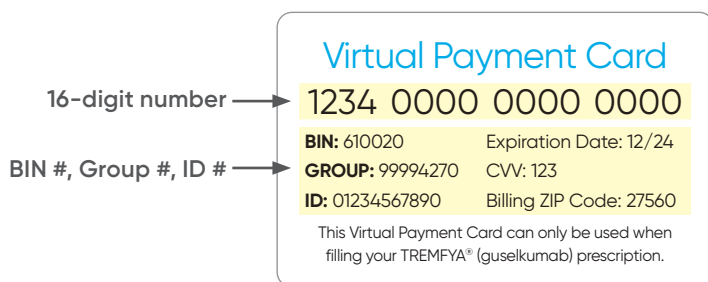 Virtual Payment Card
16-digit number
1234 0000 0000 0000
BIN #, Group #, ID #
BIN: 610020 Expiration Date: 12/24
GROUP: 99994270 CVV: 123
ID: 01234567890 Billing ZIP Code: 27560
This Virtual Payment Card can only be used when
filling your TREMFYA® (guselkumab) prescription.